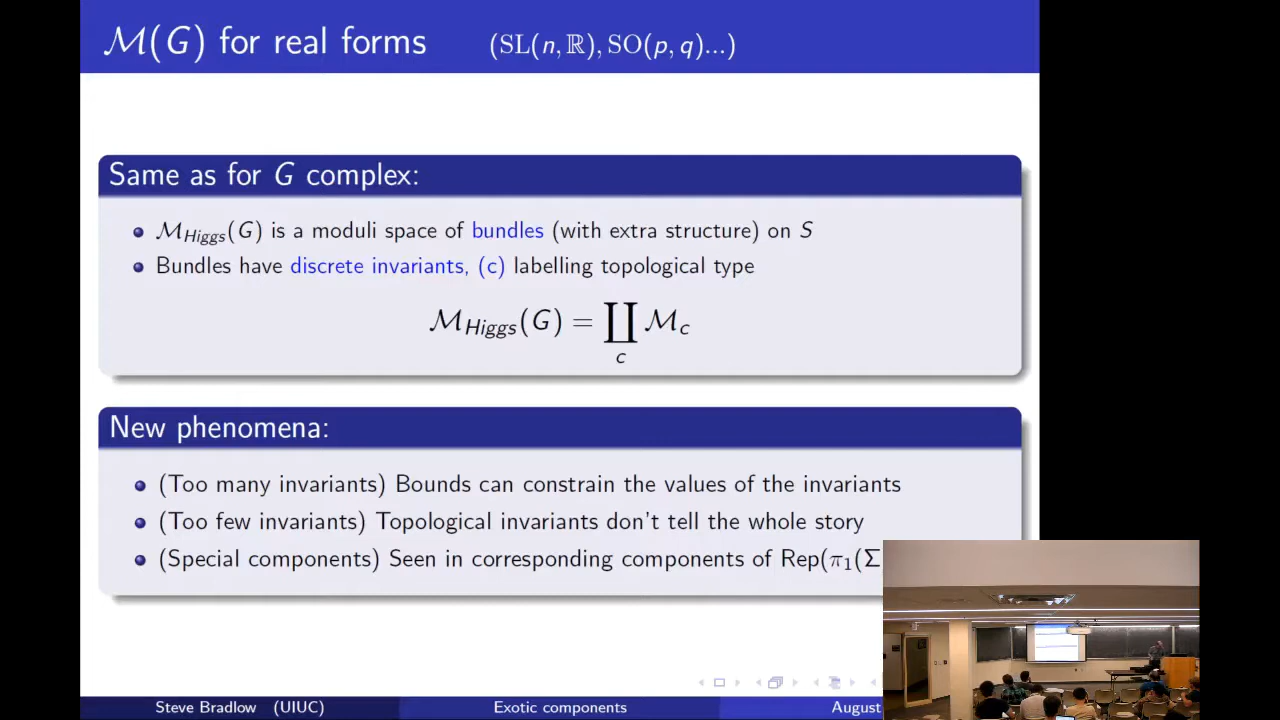 M(G) for real forms (SL(n,ℝ), SO(p, q)...)
Same as for G complex:
M_Higgs(G) is a moduli space of bundles (with extra structure) on S
Bundles have discrete invariants, (c) labelling topological type
M_Higgs(G) = ∐_c M_c
New phenomena:
(Too many invariants) Bounds can constrain the values of the invariants
(Too few invariants) Topological invariants don't tell the whole story
(Special components) Seen in corresponding components of Rep(π₁(Σ
Steve Bradlow (UIUC) Exotic components August